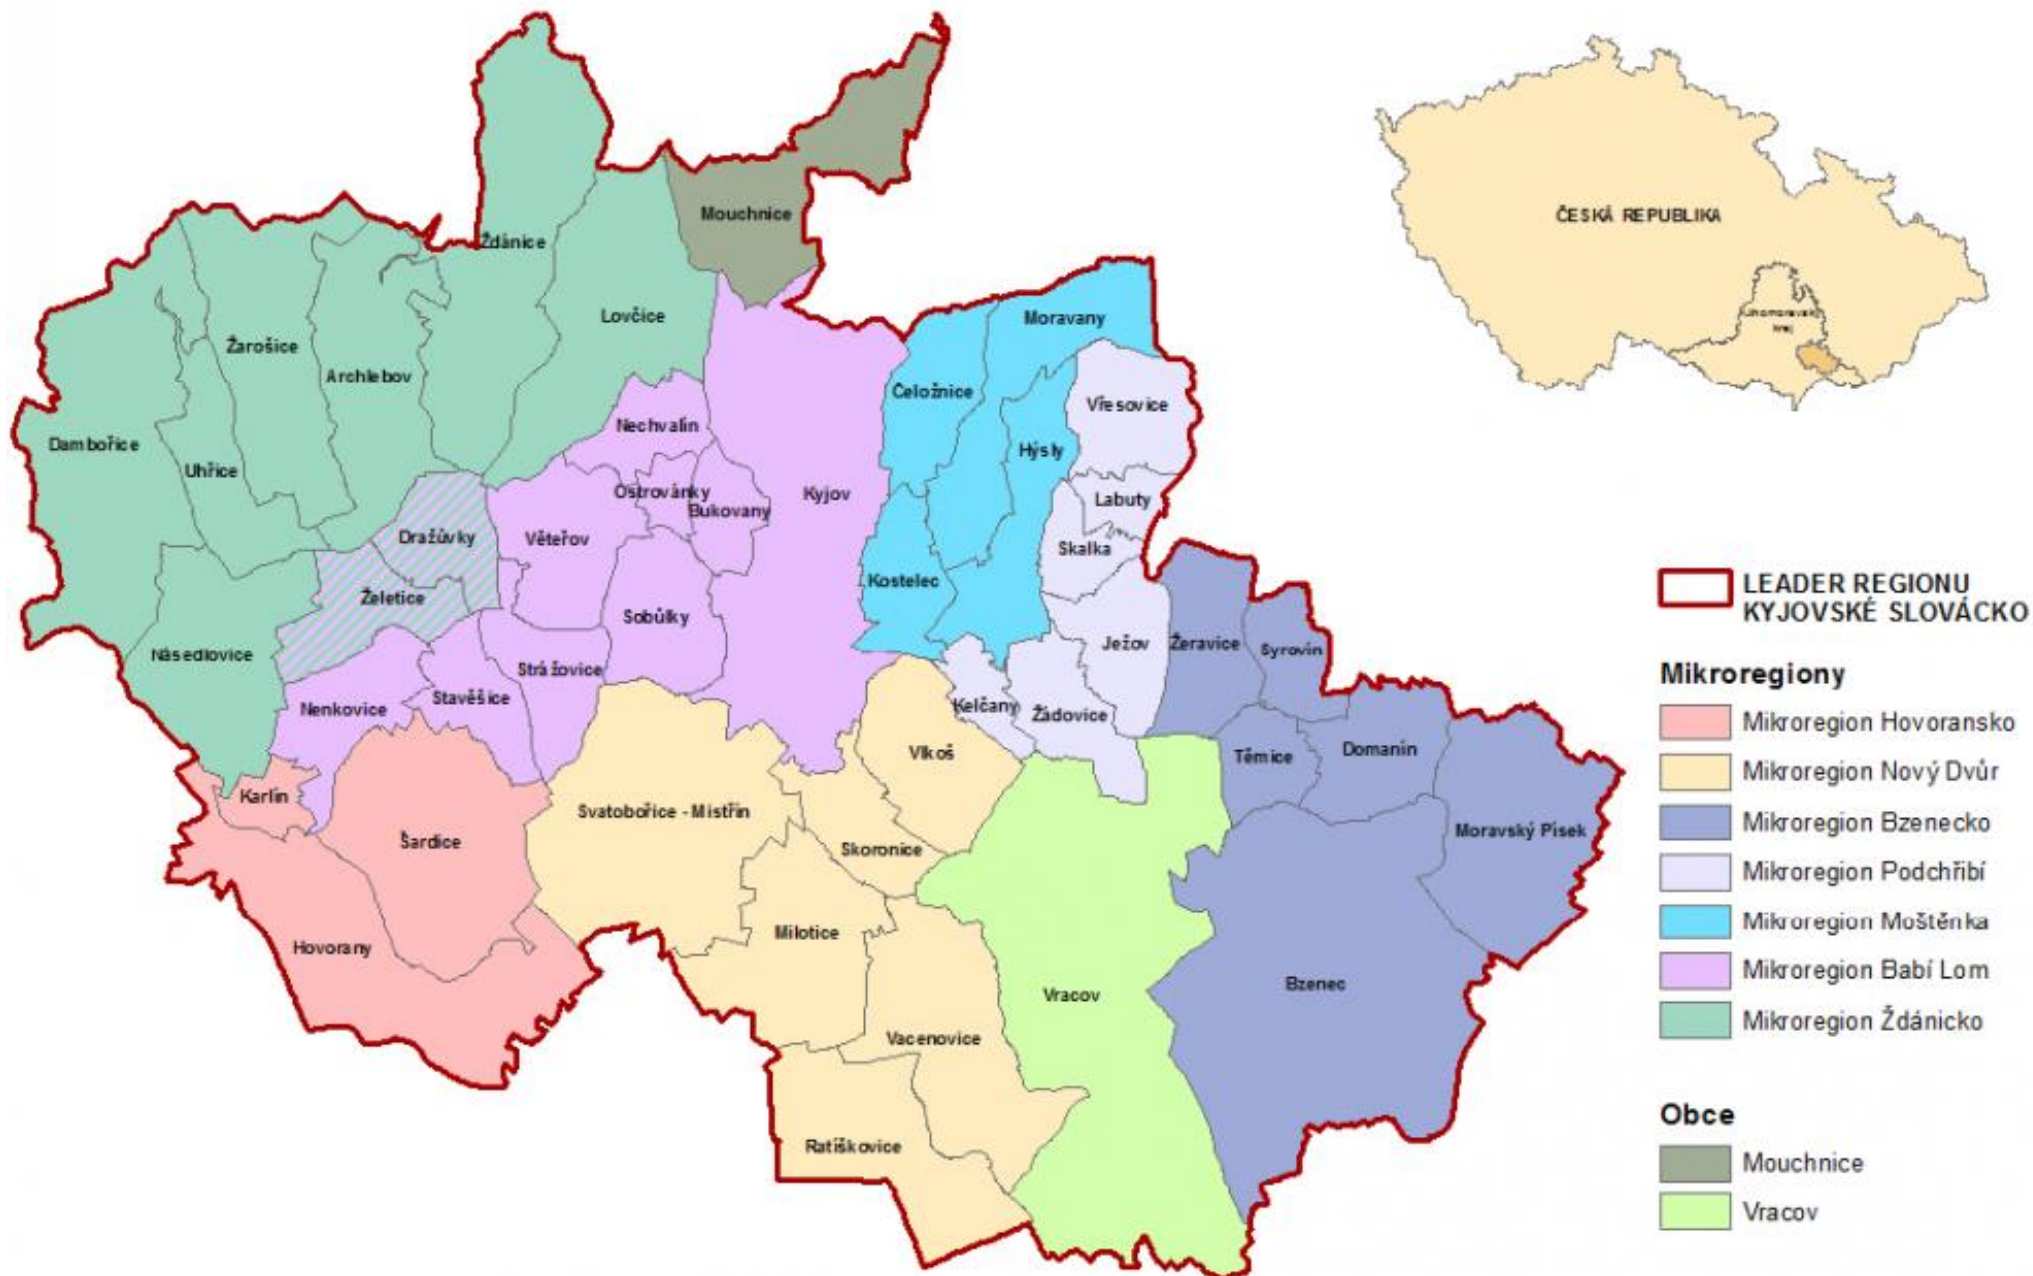 Ždánice
Mouchnice
ČESKÁ REPUBLIKA
Lovčice
Moravany
Žarošice
Archlebov
Čeložnice
Vřesovice
Dambořice
Uhřice
Nechvalín
Hýsly
Ostrovánky
Bukovany
Kyjov
Labuty
Dražůvky
Věteřov
Skalka
Želetice
Kostelec
Sobůlky
Ježov
Žeravice
Syrovín
Násedlovice
Strážovice
Stavěšice
Nenkovice
Kelčany
Žádovice
Vlkoš
Těmice
Domanín
Karlín
Svatobořice - Mistřín
Šardice
Skoronice
Moravský Písek
Hovorany
Milotice
Vracov
Bzenec
Vacenovice
Ratíškovice
LEADER REGIONU
KYJOVSKÉ SLOVÁCKO
Mikroregiony
Mikroregion Hovoransko
Mikroregion Nový Dvůr
Mikroregion Bzenecko
Mikroregion Podchřibí
Mikroregion Moštěnka
Mikroregion Babí Lom
Mikroregion Ždánicko
Obce
Mouchnice
Vracov